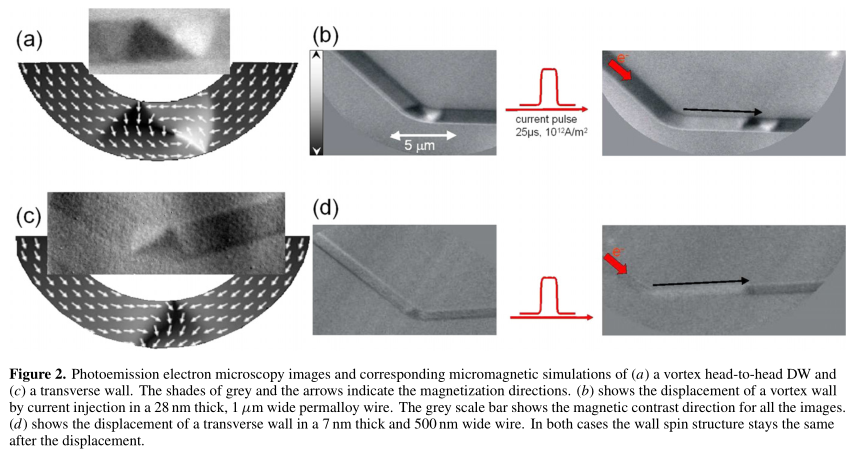 (a)
(b)
5 μm
current pulse
25μs, 10¹²A/m²
e⁻
(c)
(d)
e⁻
Figure 2. Photoemission electron microscopy images and corresponding micromagnetic simulations of (a) a vortex head-to-head DW and
(c) a transverse wall. The shades of grey and the arrows indicate the magnetization directions. (b) shows the displacement of a vortex wall
by current injection in a 28 nm thick, 1 μm wide permalloy wire. The grey scale bar shows the magnetic contrast direction for all the images.
(d) shows the displacement of a transverse wall in a 7 nm thick and 500 nm wide wire. In both cases the wall spin structure stays the same
after the displacement.